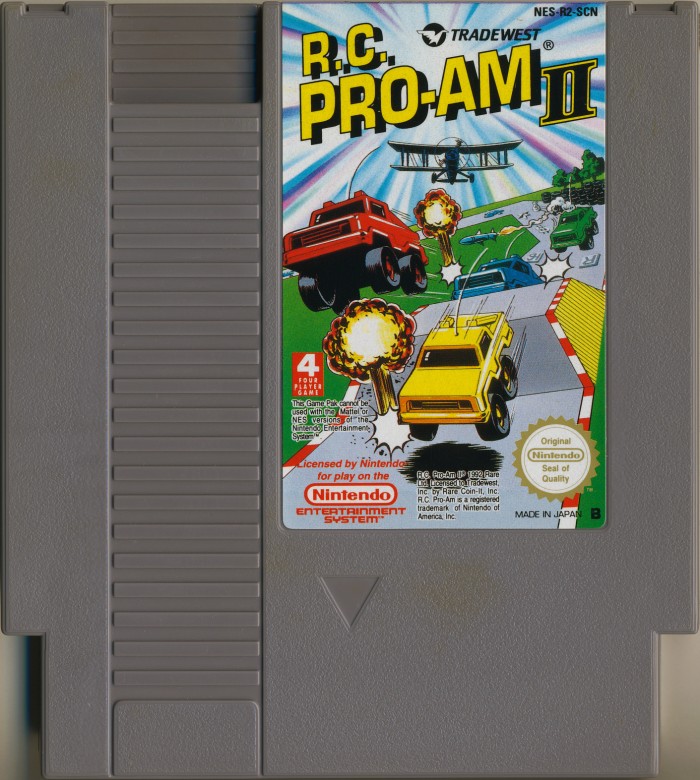 NES-R2-SCN
TRADEWEST
R.C.
PRO-AM II ®
4
FOUR
PLAYER
GAME
This Game Pak cannot be
used with the Mattel or
NES versions of the
Nintendo Entertainment
System™.
Licensed by Nintendo
for play on the
Nintendo
ENTERTAINMENT
SYSTEM™
R.C. Pro-Am II® 1992 Rare
Ltd. Licensed to Tradewest,
Inc. by Rare Coin-It, Inc.
R.C. Pro-Am is a registered
trademark of Nintendo of
America, Inc.
Original
Nintendo
Seal of
Quality
TM
MADE IN JAPAN B